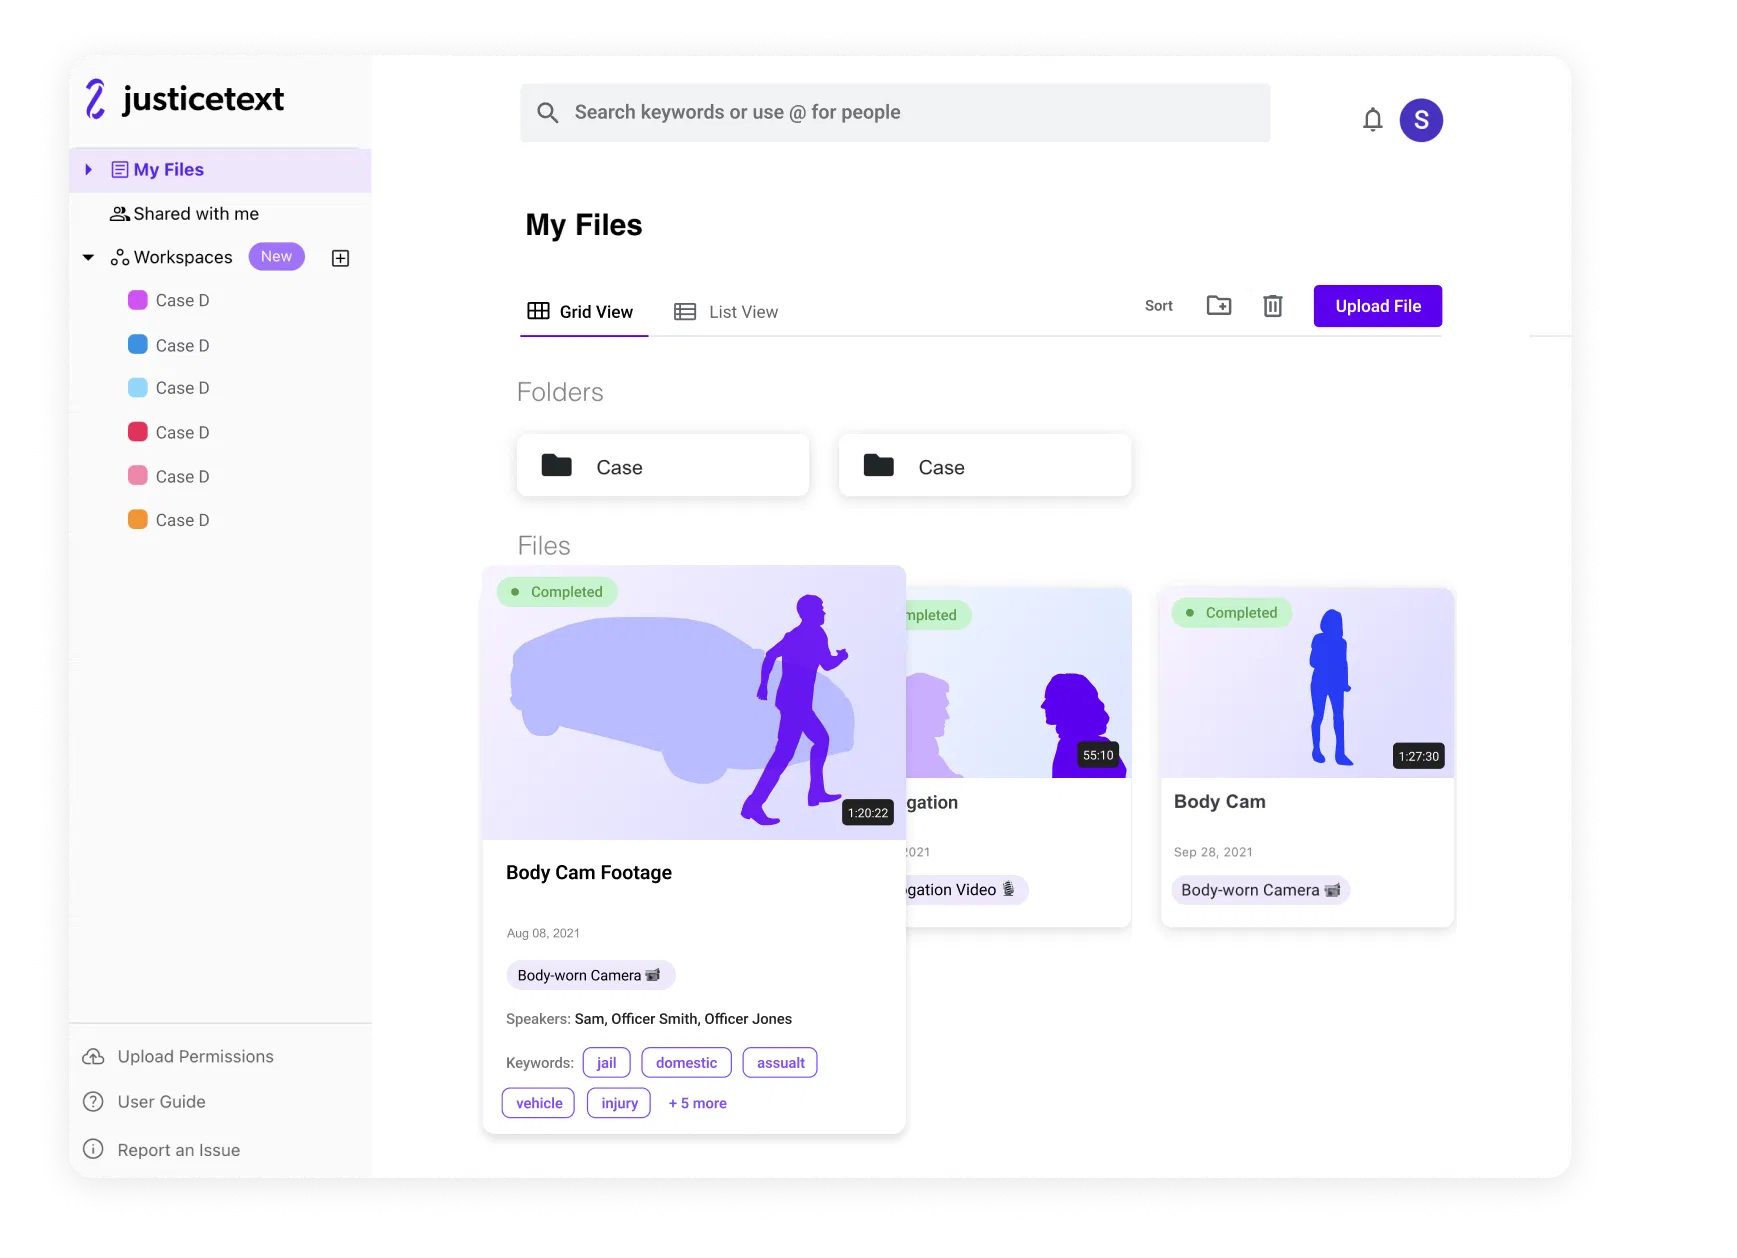 justicetext
My Files
Shared with me
Workspaces New
Case D
Case D
Case D
Case D
Case D
Case D
Upload Permissions
User Guide
Report an Issue
Search keywords or use @ for people
S
My Files
Grid View List View
Sort Upload File
Folders
Case Case
Files
Completed
1:20:22
Body Cam Footage
Aug 08, 2021
Body-worn Camera
Speakers: Sam, Officer Smith, Officer Jones
Keywords: jail domestic assualt
vehicle injury + 5 more
mpleted
55:10
gation
2021
gation Video
Completed
1:27:30
Body Cam
Sep 28, 2021
Body-worn Camera